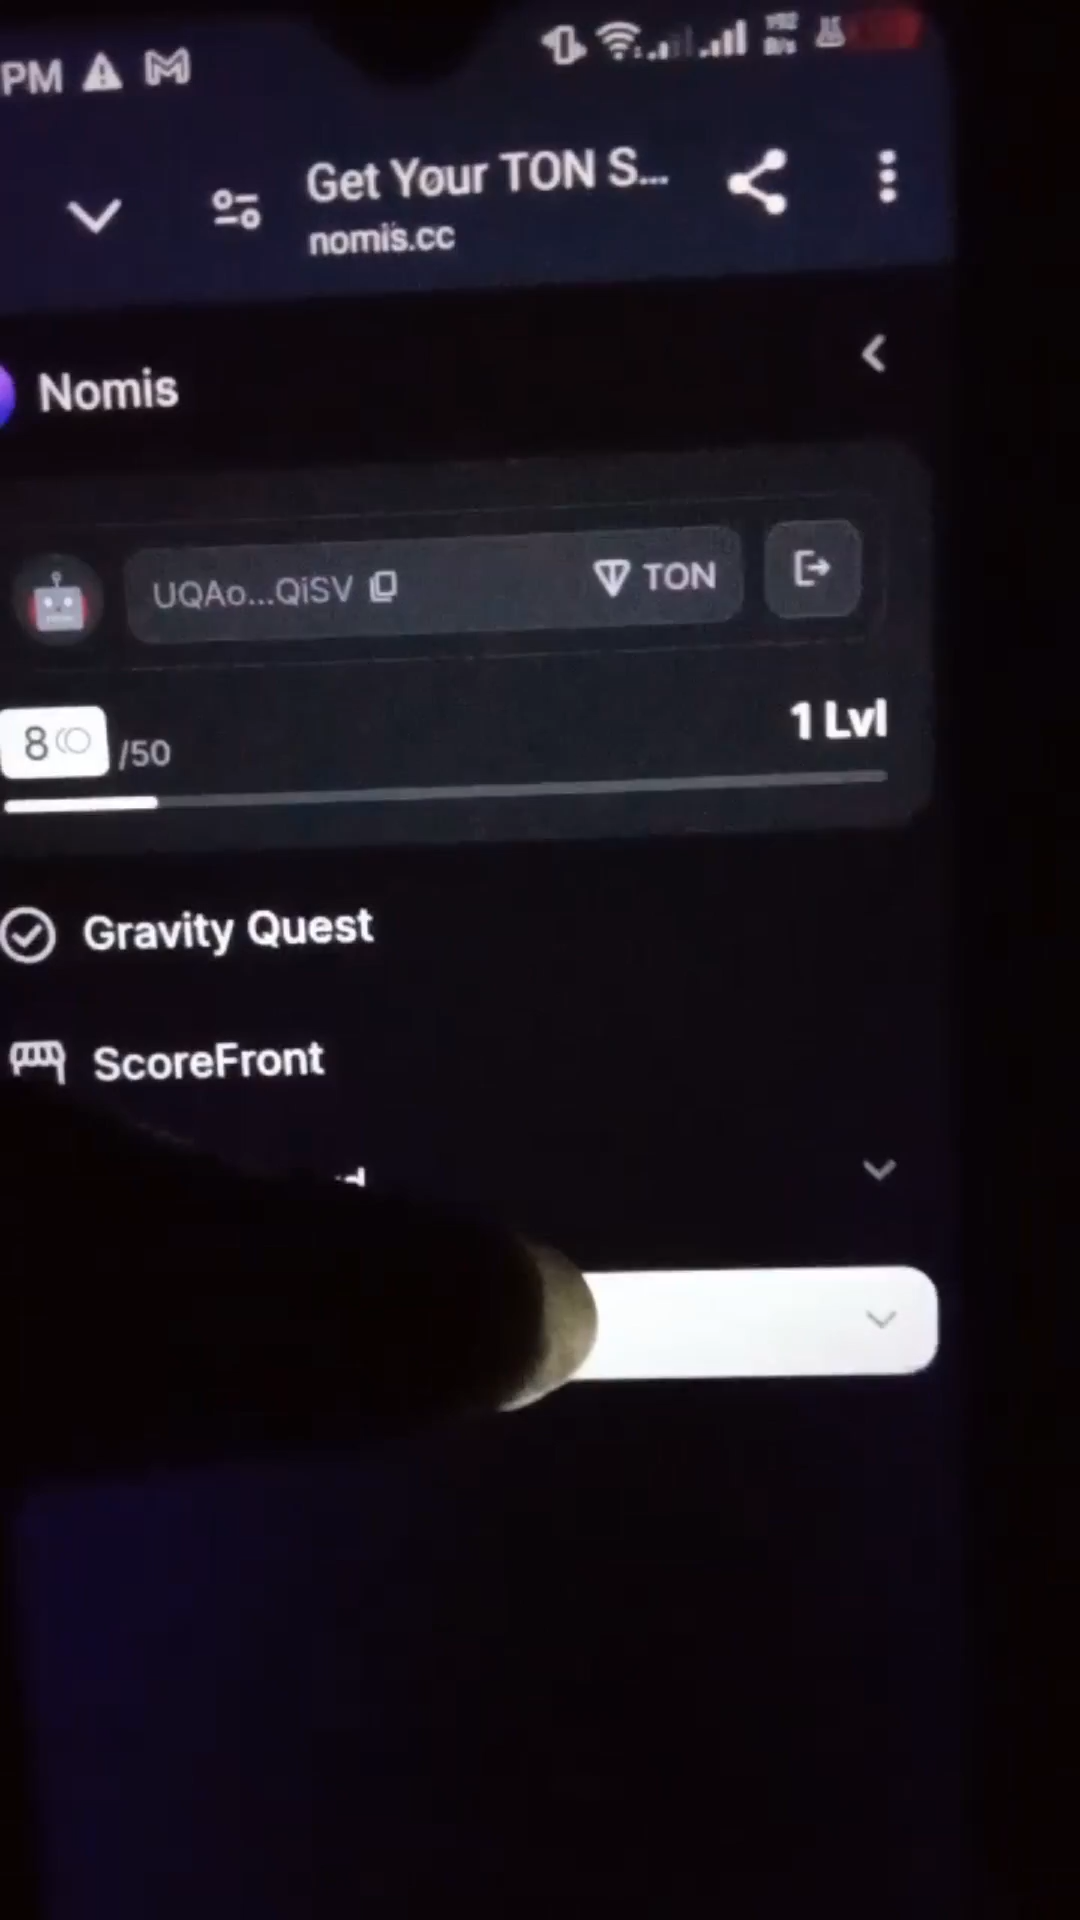 PM
Get Your TON S...
nomis.cc
Nomis
UQAo...QiSV
TON
8
/50
1 Lvl
Gravity Quest
ScoreFront